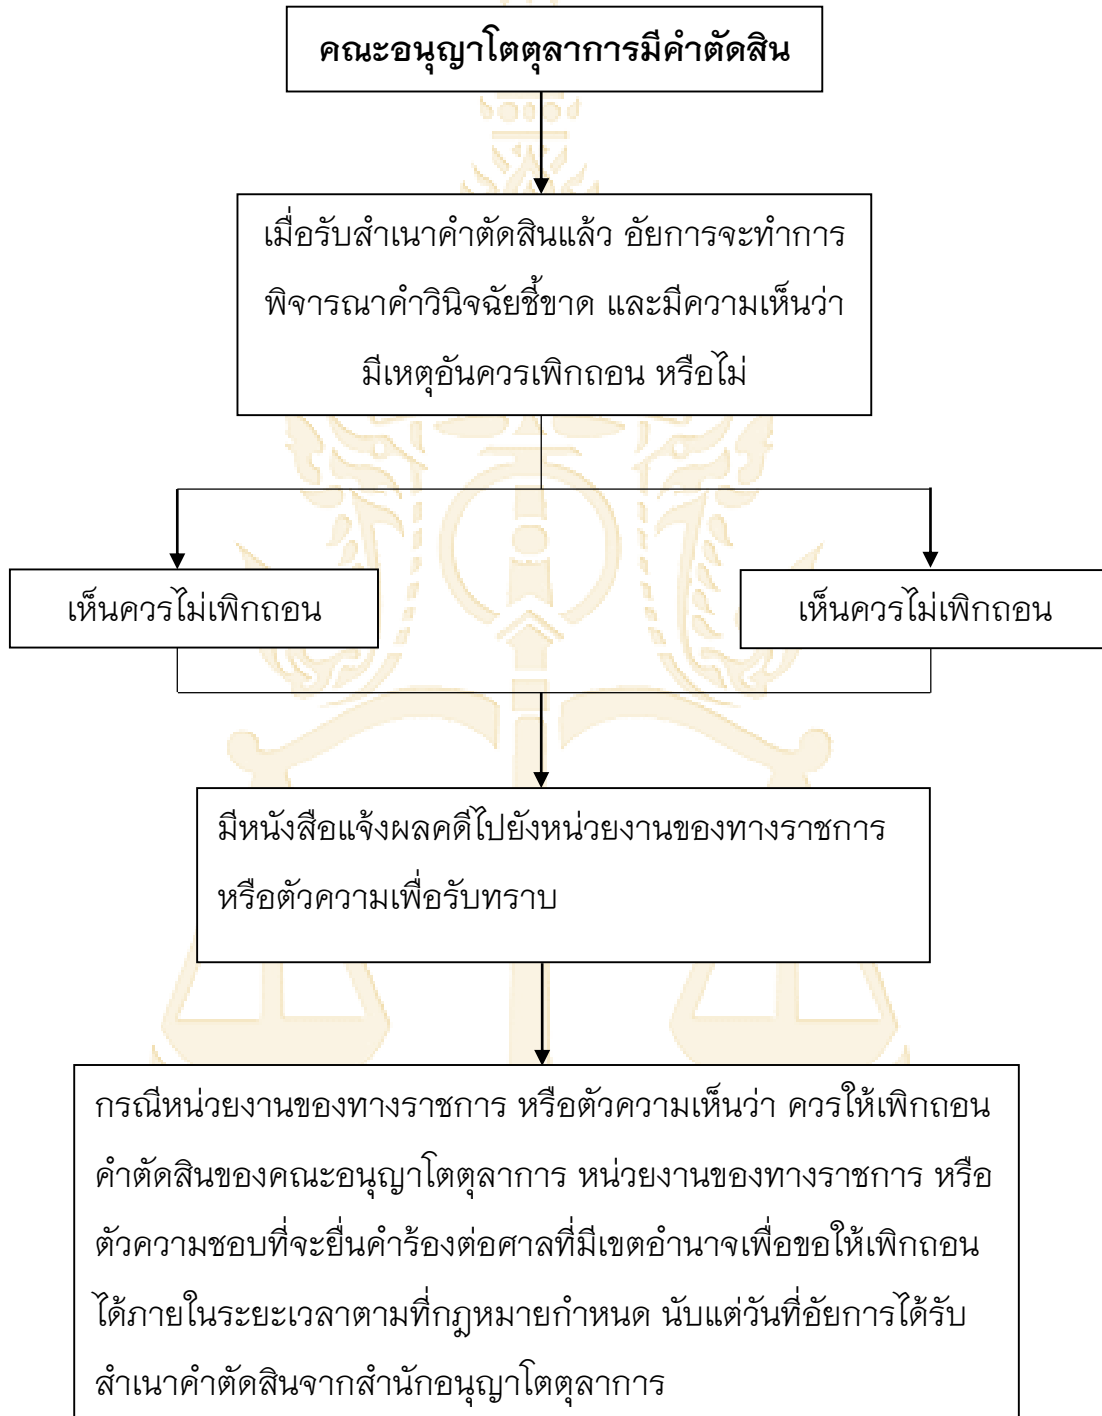 คณะอนุญาโตตุลาการมีคำตัดสิน
เมื่อรับสำเนาคำตัดสินแล้ว อัยการจะทำการ
พิจารณาคำวินิจฉัยชี้ขาด และมีความเห็นว่า
มีเหตุอันควรเพิกถอน หรือไม่
เห็นควรไม่เพิกถอน
เห็นควรไม่เพิกถอน
มีหนังสือแจ้งผลคดีไปยังหน่วยงานของทางราชการ
หรือตัวความเพื่อรับทราบ
กรณีหน่วยงานของทางราชการ หรือตัวความเห็นว่า ควรให้เพิกถอน
คำตัดสินของคณะอนุญาโตตุลาการ หน่วยงานของทางราชการ หรือ
ตัวความชอบที่จะยื่นคำร้องต่อศาลที่มีเขตอำนาจเพื่อขอให้เพิกถอน
ได้ภายในระยะเวลาตามที่กฎหมายกำหนด นับแต่วันที่อัยการได้รับ
สำเนาคำตัดสินจากสำนักอนุญาโตตุลาการ